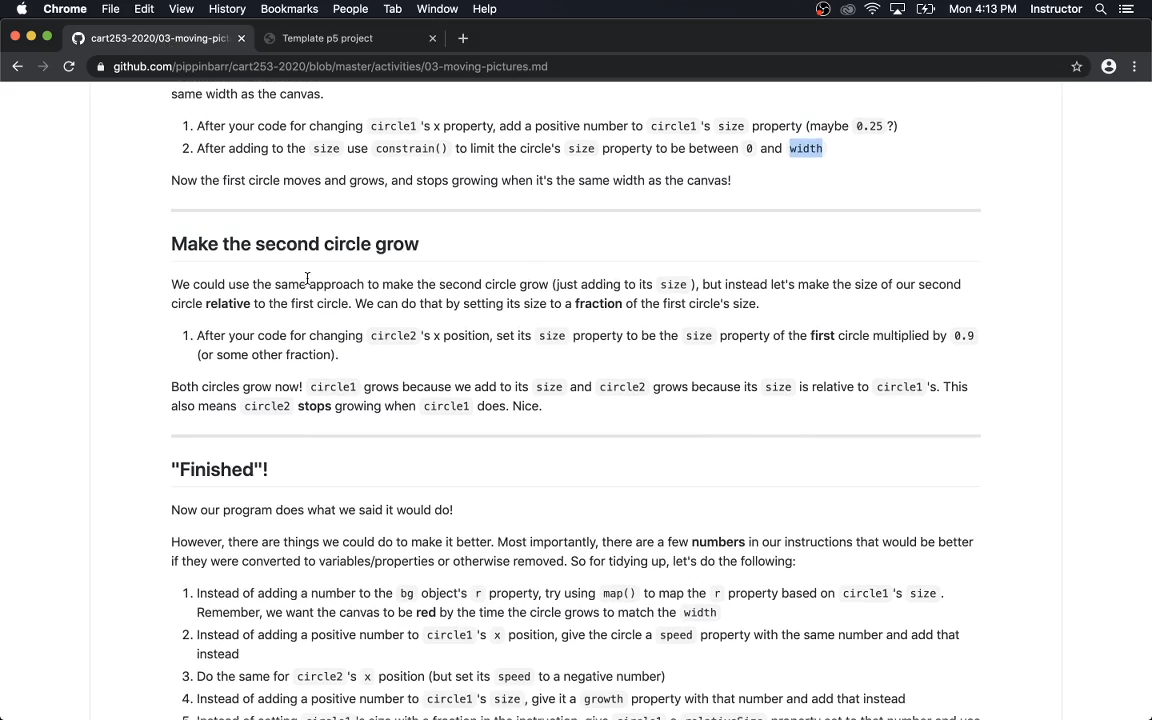 Chrome File Edit View History Bookmarks People Tab Window Help Mon 4:13 PM Instructor
cart253-2020/03-moving-pict Template p5 project
github.com/pippinbarr/cart253-2020/blob/master/activities/03-moving-pictures.md
same width as the canvas.
1. After your code for changing circle1 's x property, add a positive number to circle1 's size property (maybe 0.25 ?)
2. After adding to the size use constrain() to limit the circle's size property to be between 0 and width
Now the first circle moves and grows, and stops growing when it's the same width as the canvas!
Make the second circle grow
We could use the same approach to make the second circle grow (just adding to its size ), but instead let's make the size of our second
circle relative to the first circle. We can do that by setting its size to a fraction of the first circle's size.
1. After your code for changing circle2 's x position, set its size property to be the size property of the first circle multiplied by 0.9
(or some other fraction).
Both circles grow now! circle1 grows because we add to its size and circle2 grows because its size is relative to circle1 's. This
also means circle2 stops growing when circle1 does. Nice.
"Finished"!
Now our program does what we said it would do!
However, there are things we could do to make it better. Most importantly, there are a few numbers in our instructions that would be better
if they were converted to variables/properties or otherwise removed. So for tidying up, let's do the following:
1. Instead of adding a number to the bg object's r property, try using map() to map the r property based on circle1 's size .
Remember, we want the canvas to be red by the time the circle grows to match the width
2. Instead of adding a positive number to circle1 's x position, give the circle a speed property with the same number and add that
instead
3. Do the same for circle2 's x position (but set its speed to a negative number)
4. Instead of adding a positive number to circle1 's size , give it a growth property with that number and add that instead